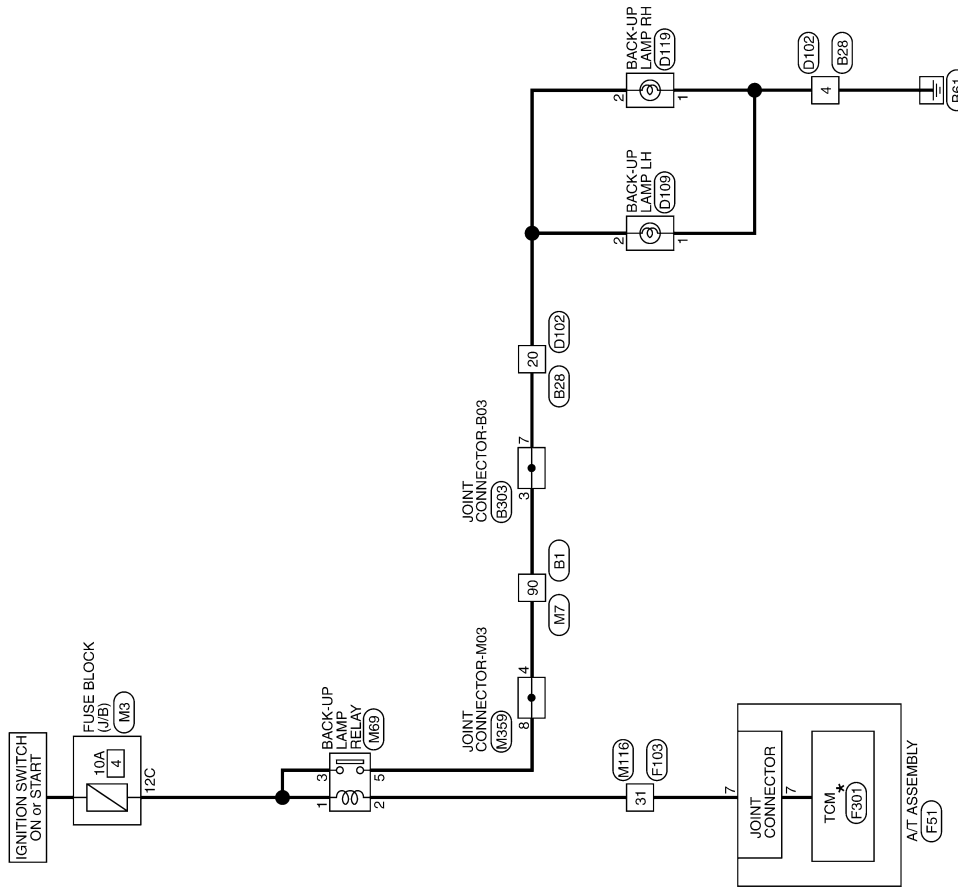 IGNITION SWITCH
ON or START
FUSE BLOCK
(J/B)
M3
10A
4
12C
BACK-UP
LAMP
RELAY
M69
1
3
2
5
M116
31
F103
7
JOINT
CONNECTOR
7
TCM*
F301
A/T ASSEMBLY
F51
JOINT
CONNECTOR-M03
M359
8
4
M7
90
B1
JOINT
CONNECTOR-B03
B303
3
7
B28
20
D102
BACK-UP
LAMP LH
D109
2
1
BACK-UP
LAMP RH
D119
2
1
D102
4
B28
B61